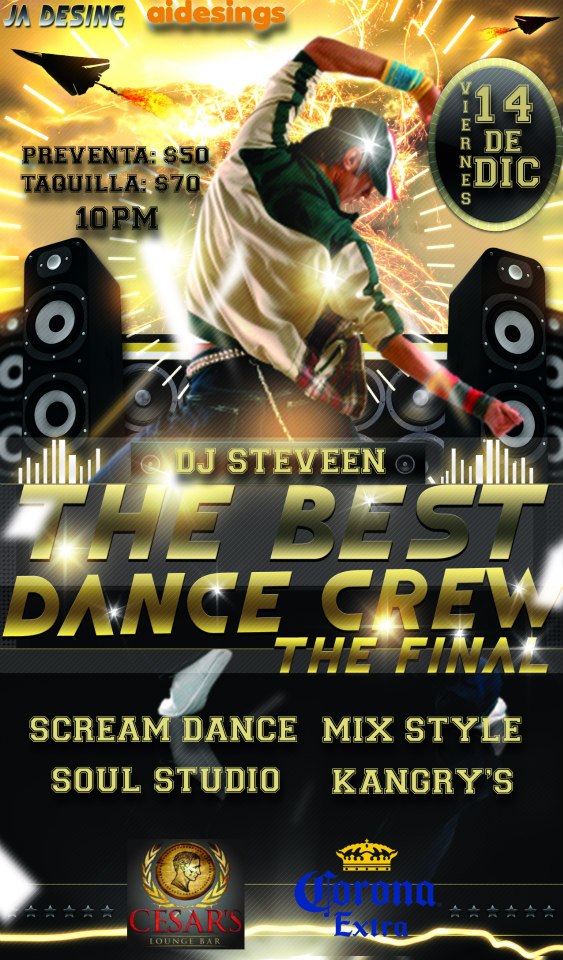 JA DESING
aidesings
VIERNES
14
DE
DIC
PREVENTA: $50
TAQUILLA: $70
10PM
DJ STEVEEN
THE BEST
DANCE CREW
THE FINAL
SCREAM DANCE
MIX STYLE
SOUL STUDIO
KANGRY'S
CESAR'S
LOUNGE BAR
Corona
Extra